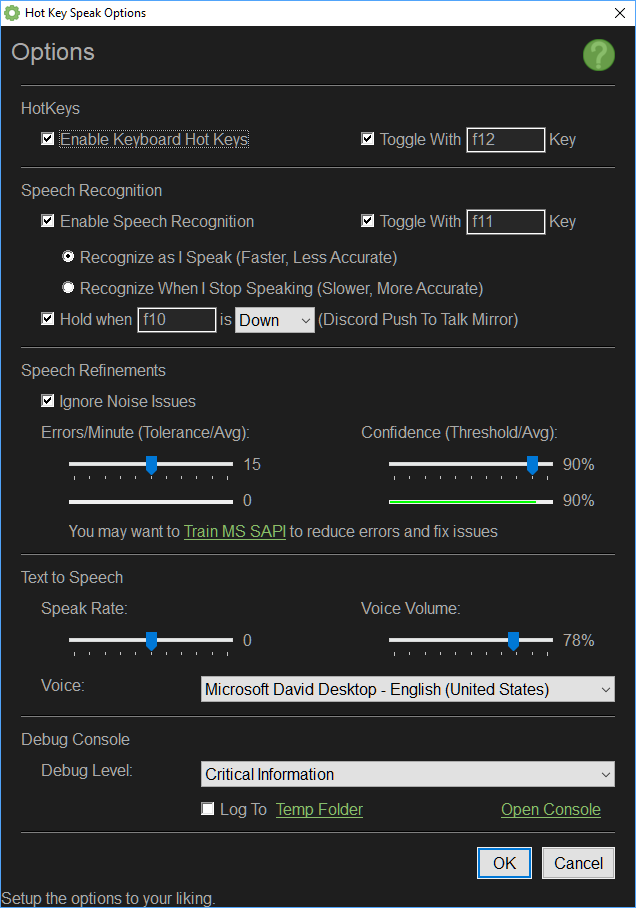 Hot Key Speak Options
Options
?
HotKeys
Enable Keyboard Hot Keys Toggle With f12 Key
Speech Recognition
Enable Speech Recognition Toggle With f11 Key
Recognize as I Speak (Faster, Less Accurate)
Recognize When I Stop Speaking (Slower, More Accurate)
Hold when f10 is Down (Discord Push To Talk Mirror)
Speech Refinements
Ignore Noise Issues
Errors/Minute (Tolerance/Avg): Confidence (Threshold/Avg):
15 90%
0 90%
You may want to Train MS SAPI to reduce errors and fix issues
Text to Speech
Speak Rate: Voice Volume:
0 78%
Voice: Microsoft David Desktop - English (United States)
Debug Console
Debug Level: Critical Information
Log To Temp Folder Open Console
OK Cancel
Setup the options to your liking.